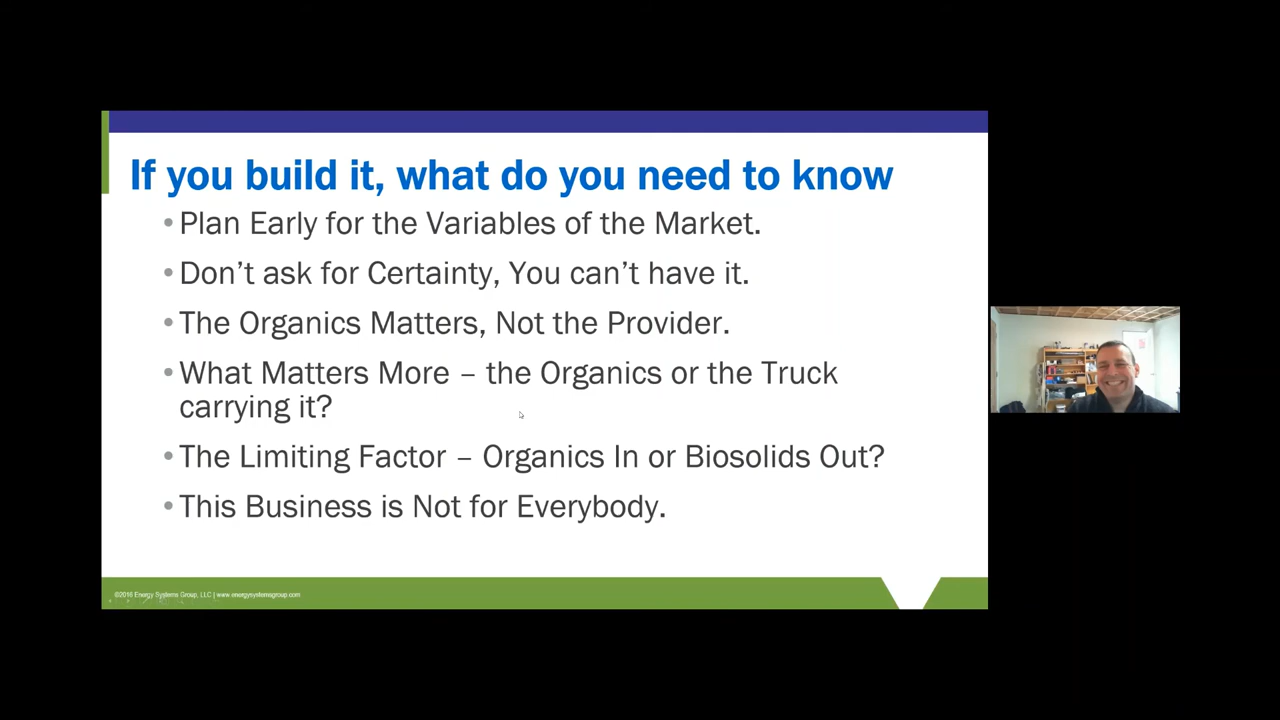 If you build it, what do you need to know
•Plan Early for the Variables of the Market.
•Don't ask for Certainty, You can't have it.
•The Organics Matters, Not the Provider.
•What Matters More – the Organics or the Truck
carrying it?
•The Limiting Factor – Organics In or Biosolids Out?
•This Business is Not for Everybody.
©2016 Energy Systems Group, LLC | www.energysystemsgroup.com